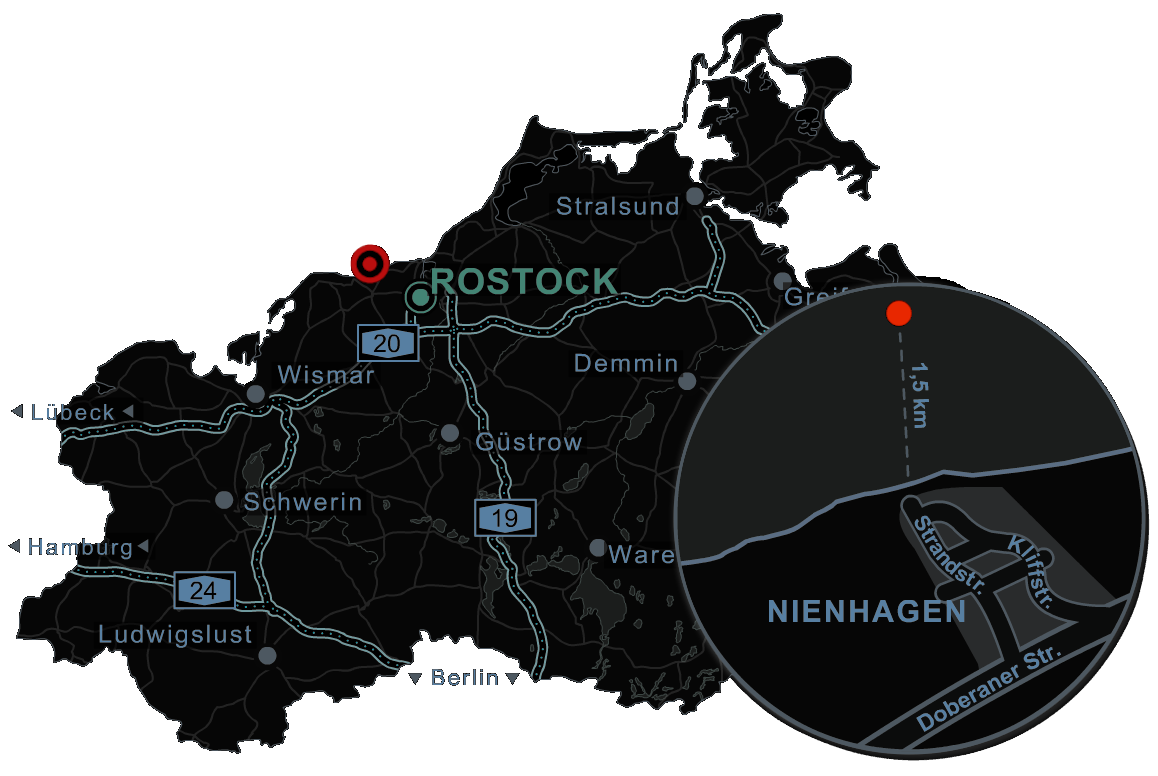 Stralsund
ROSTOCK
Greif
20
Demmin
Wismar
1,5 km
Lübeck
Güstrow
Schwerin
19
Strandstr.
Kliffstr.
Hamburg
Ware
24
NIENHAGEN
Ludwigslust
Berlin
Doberaner Str.